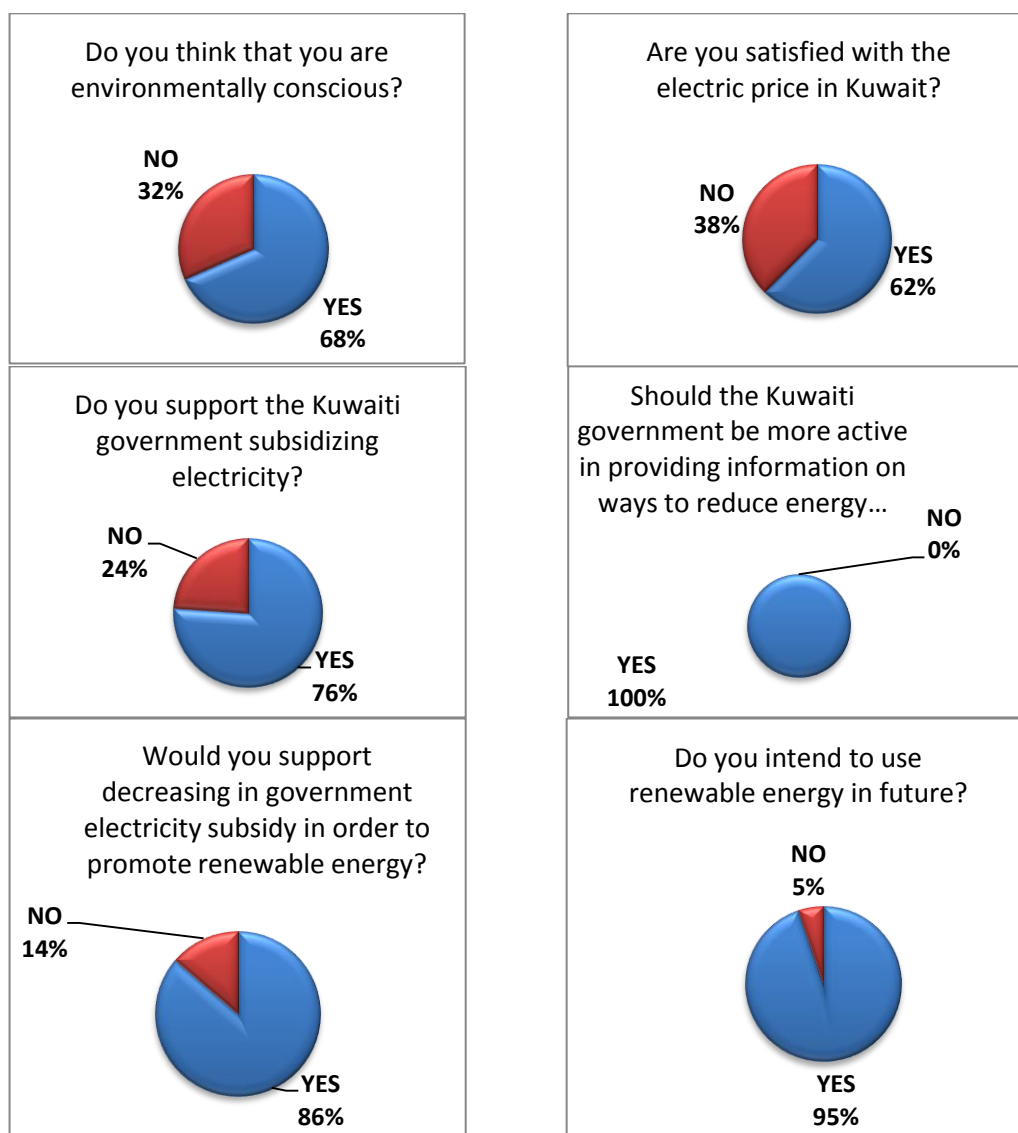 Do you think that you are
environmentally conscious?
NO
32%
YES
68%
Are you satisfied with the
electric price in Kuwait?
NO
38%
YES
62%
Do you support the Kuwaiti
government subsidizing
electricity?
NO
24%
YES
76%
Should the Kuwaiti
government be more active
in providing information on
ways to reduce energy…
NO
0%
YES
100%
Would you support
decreasing in government
electricity subsidy in order to
promote renewable energy?
NO
14%
YES
86%
Do you intend to use
renewable energy in future?
NO
5%
YES
95%